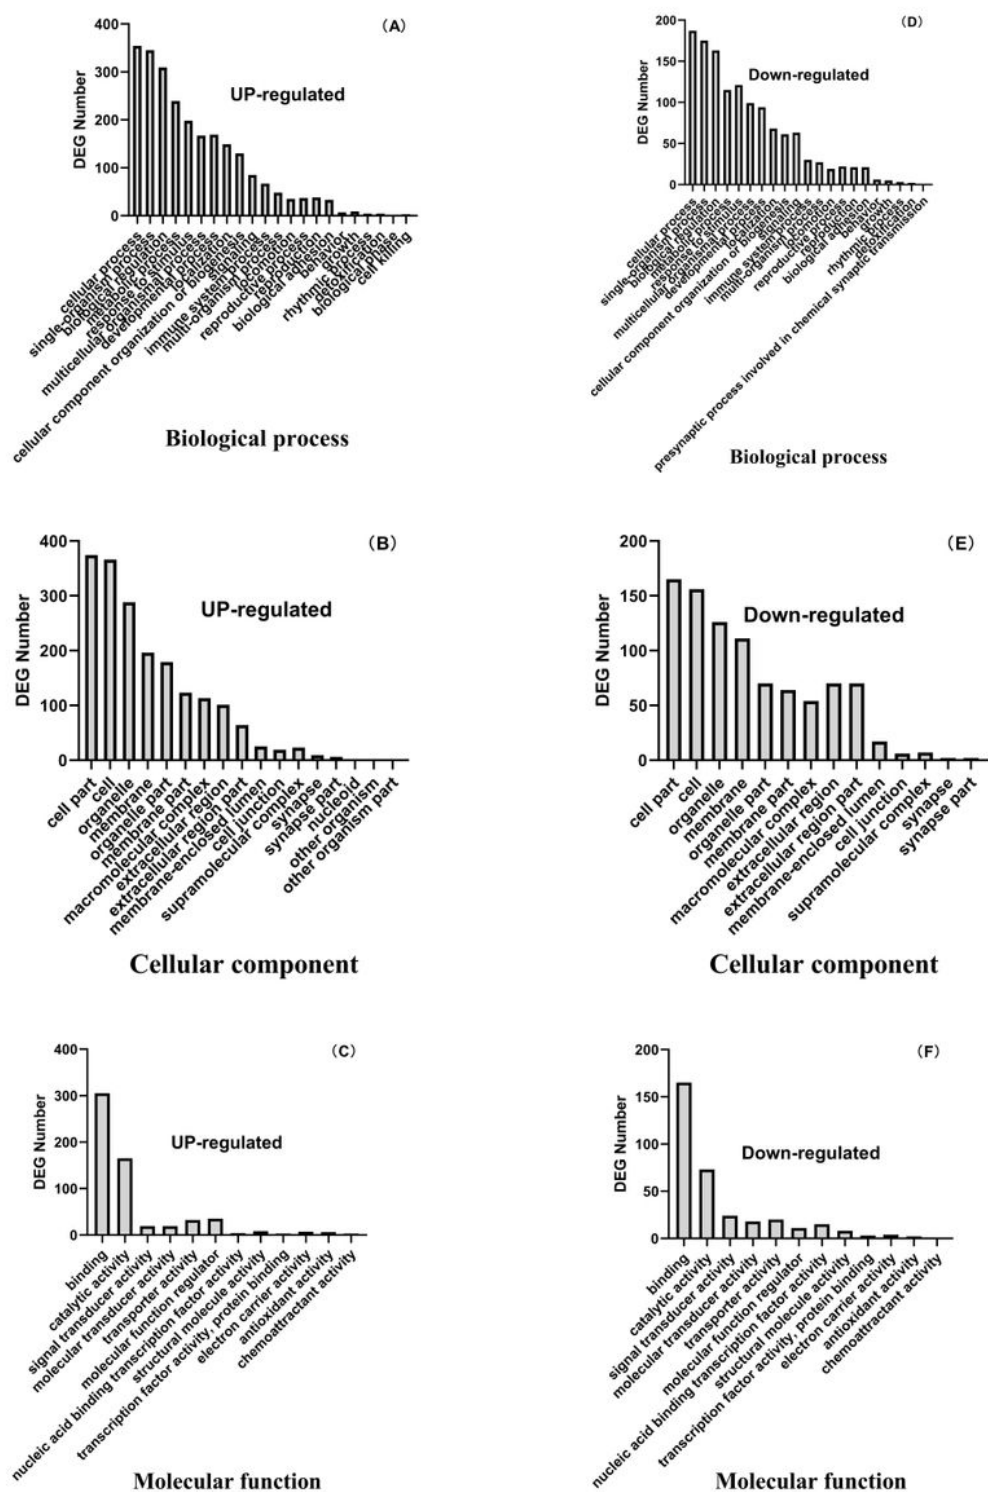 (A)
UP-regulated
DEG Number
400
300
200
100
0
cellular process
single-organism process
biological regulation
response to stimulus
multicellular organismal process
developmental process
localization
cellular component organization or biogenesis
signaling
immune system process
multi-organism process
locomotion
reproductive process
reproduction
biological adhesion
behavior
growth
rhythmic process
detoxification
biological phase
cell killing
Biological process
(D)
Down-regulated
DEG Number
200
150
100
50
0
cellular process
single-organism process
biological regulation
response to stimulus
multicellular organismal process
developmental process
localization
cellular component organization or biogenesis
signaling
immune system process
multi-organism process
locomotion
reproductive process
reproduction
biological adhesion
behavior
growth
rhythmic process
presynaptic process involved in chemical synaptic transmission
Biological process
(B)
UP-regulated
DEG Number
400
300
200
100
0
cell part
cell
organelle
membrane
organelle part
membrane part
macromolecular complex
extracellular region
extracellular region part
membrane-enclosed lumen
cell junction
supramolecular complex
synapse
synapse part
nucleoid
other organism
other organism part
Cellular component
(E)
Down-regulated
DEG Number
200
150
100
50
0
cell part
cell
organelle
membrane
organelle part
membrane part
macromolecular complex
extracellular region
extracellular region part
membrane-enclosed lumen
cell junction
supramolecular complex
synapse
synapse part
Cellular component
(C)
UP-regulated
DEG Number
400
300
200
100
0
binding
catalytic activity
signal transducer activity
molecular transducer activity
transporter activity
molecular function regulator
nucleic acid binding transcription factor activity
structural molecule activity
transcription factor activity, protein binding
electron carrier activity
antioxidant activity
chemoattractant activity
Molecular function
(F)
Down-regulated
DEG Number
200
150
100
50
0
binding
catalytic activity
signal transducer activity
molecular transducer activity
transporter activity
molecular function regulator
nucleic acid binding transcription factor activity
structural molecule activity
transcription factor activity, protein binding
electron carrier activity
antioxidant activity
chemoattractant activity
Molecular function